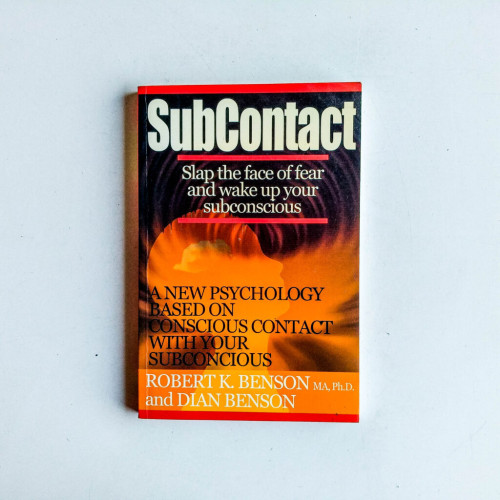 SubContact
Slap the face of fear
and wake up your
subconscious
A NEW PSYCHOLOGY
BASED ON
CONSCIOUS CONTACT
WITH YOUR
SUBCONCIOUS
ROBERT K. BENSON MA, Ph.D.
and DIAN BENSON